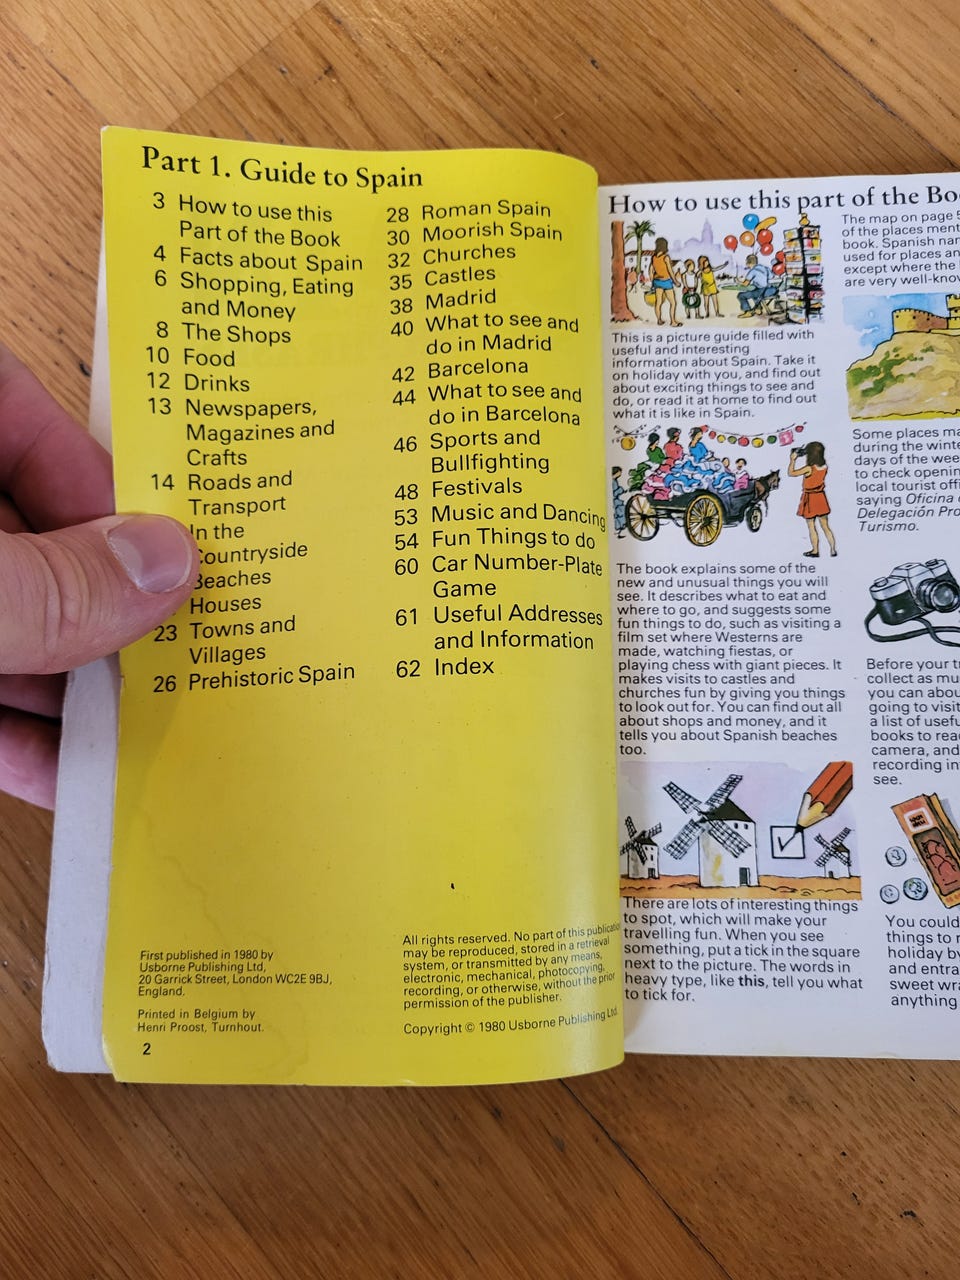 Part 1. Guide to Spain
3 How to use this
Part of the Book
4 Facts about Spain
6 Shopping, Eating
and Money
8 The Shops
10 Food
12 Drinks
13 Newspapers,
Magazines and
Crafts
14 Roads and
Transport
In the
Countryside
Beaches
Houses
23 Towns and
Villages
26 Prehistoric Spain
28 Roman Spain
30 Moorish Spain
32 Churches
35 Castles
38 Madrid
40 What to see and
do in Madrid
42 Barcelona
44 What to see and
do in Barcelona
46 Sports and
Bullfighting
48 Festivals
53 Music and Dancing
54 Fun Things to do
60 Car Number-Plate
Game
61 Useful Addresses
and Information
62 Index
First published in 1980 by
Usborne Publishing Ltd,
20 Garrick Street, London WC2E 9BJ,
England.
Printed in Belgium by
Henri Proost, Turnhout.
2
All rights reserved. No part of this publication
may be reproduced, stored in a retrieval
system, or transmitted by any means,
electronic, mechanical, photocopying,
recording, or otherwise, without the prior
permission of the publisher.
Copyright © 1980 Usborne Publishing Ltd.
How to use this part of the Bo
This is a picture guide filled with
useful and interesting
information about Spain. Take it
on holiday with you, and find out
about exciting things to see and
do, or read it at home to find out
what it is like in Spain.
The book explains some of the
new and unusual things you will
see. It describes what to eat and
where to go, and suggests some
fun things to do, such as visiting a
film set where Westerns are
made, watching fiestas, or
playing chess with giant pieces. It
makes visits to castles and
churches fun by giving you things
to look out for. You can find out all
about shops and money, and it
tells you about Spanish beaches
too.
There are lots of interesting things
to spot, which will make your
travelling fun. When you see
something, put a tick in the square
next to the picture. The words in
heavy type, like this, tell you what
to tick for.
The map on page 5
of the places ment
book. Spanish nar
used for places an
except where the
are very well-know
Some places ma
during the winte
days of the wee
to check openin
local tourist offi
saying Oficina
Delegación Pro
Turismo.
Before your tr
collect as mu
you can abou
going to visit
a list of usefu
books to rea
camera, and
recording in
see.
You could
things to r
holiday b
and entra
sweet wra
anything